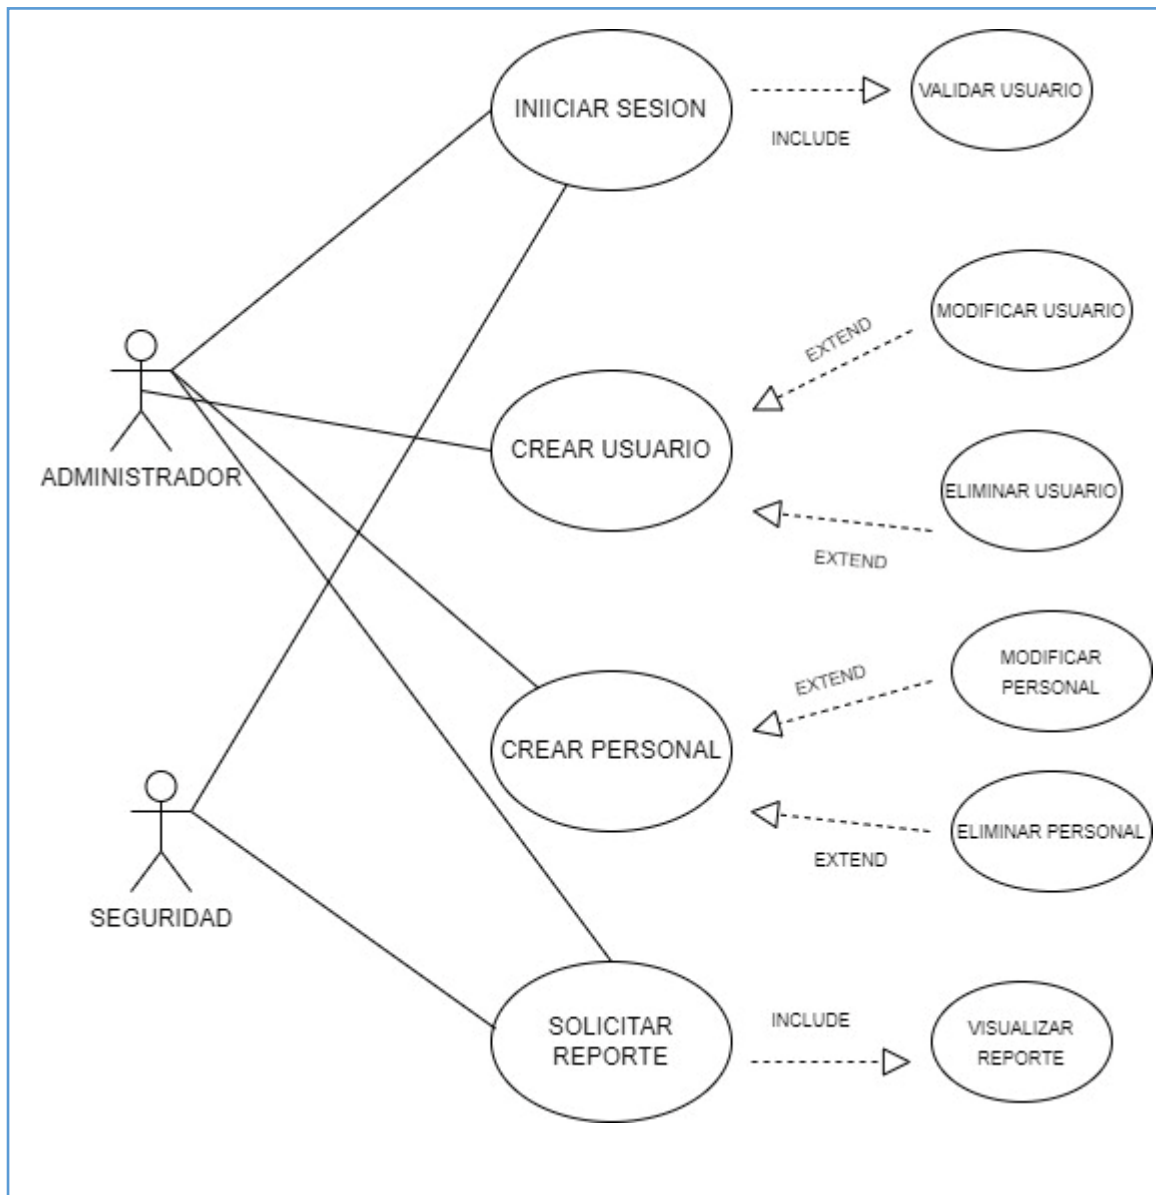 INIICIAR SESION
VALIDAR USUARIO
INCLUDE
MODIFICAR USUARIO
EXTEND
CREAR USUARIO
ADMINISTRADOR
ELIMINAR USUARIO
EXTEND
MODIFICAR
PERSONAL
EXTEND
CREAR PERSONAL
ELIMINAR PERSONAL
EXTEND
SEGURIDAD
SOLICITAR
REPORTE
INCLUDE
VISUALIZAR
REPORTE